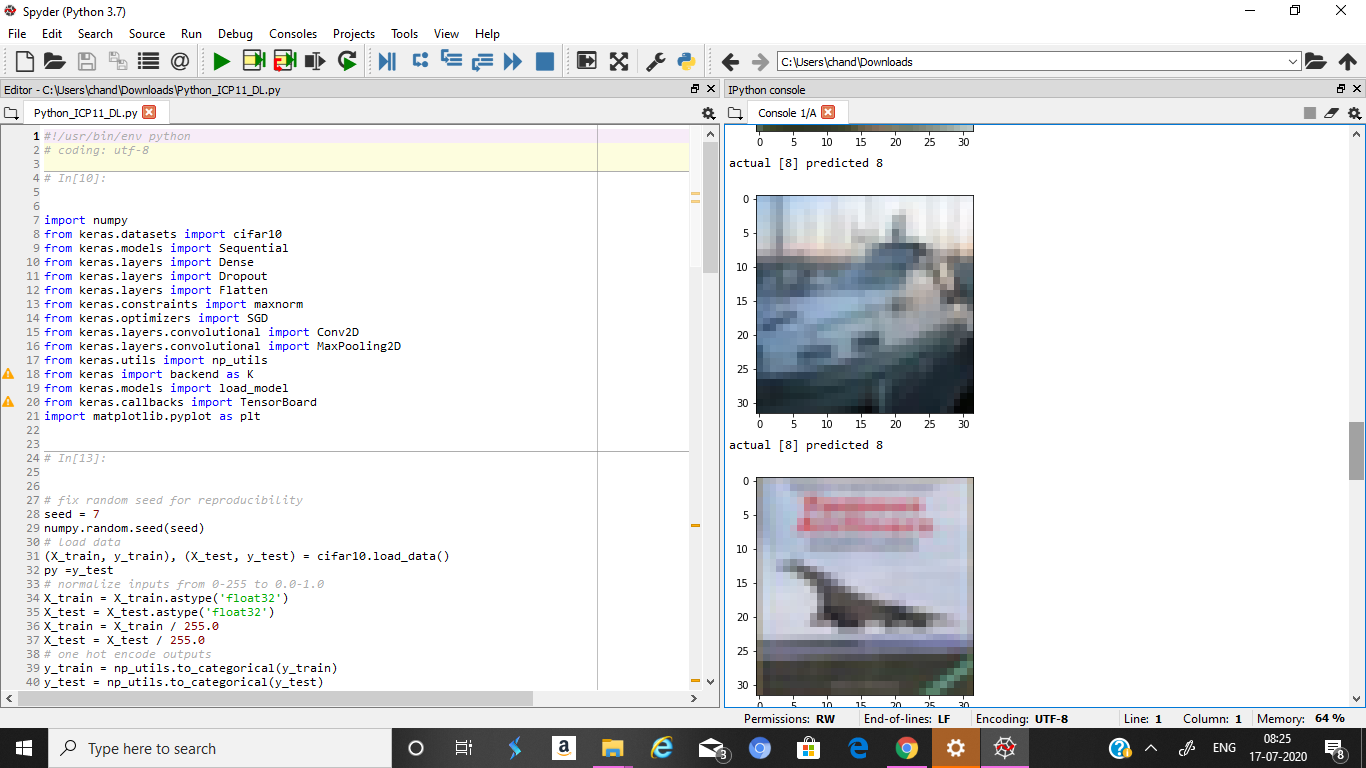 Spyder (Python 3.7)
File Edit Search Source Run Debug Consoles Projects Tools View Help
C:\Users\chand\Downloads
Editor - C:\Users\chand\Downloads\Python_ICP11_DL.py
Python_ICP11_DL.py
1 #!/usr/bin/env python
2 # coding: utf-8
3
4 # In[10]:
5
6
7 import numpy
8 from keras.datasets import cifar10
9 from keras.models import Sequential
10 from keras.layers import Dense
11 from keras.layers import Dropout
12 from keras.layers import Flatten
13 from keras.constraints import maxnorm
14 from keras.optimizers import SGD
15 from keras.layers.convolutional import Conv2D
16 from keras.layers.convolutional import MaxPooling2D
17 from keras.utils import np_utils
18 from keras import backend as K
19 from keras.models import load_model
20 from keras.callbacks import TensorBoard
21 import matplotlib.pyplot as plt
22
23
24 # In[13]:
25
26
27 # fix random seed for reproducibility
28 seed = 7
29 numpy.random.seed(seed)
30 # load data
31 (X_train, y_train), (X_test, y_test) = cifar10.load_data()
32 py =y_test
33 # normalize inputs from 0-255 to 0.0-1.0
34 X_train = X_train.astype('float32')
35 X_test = X_test.astype('float32')
36 X_train = X_train / 255.0
37 X_test = X_test / 255.0
38 # one hot encode outputs
39 y_train = np_utils.to_categorical(y_train)
40 y_test = np_utils.to_categorical(y_test)
IPython console
Console 1/A
0 5 10 15 20 25 30
actual [8] predicted 8
0
5
10
15
20
25
30
0 5 10 15 20 25 30
actual [8] predicted 8
0
5
10
15
20
25
30
0 5 10 15 20 25 30
Permissions: RW End-of-lines: LF Encoding: UTF-8 Line: 1 Column: 1 Memory: 64 %
Type here to search
a
3
ENG
08:25
17-07-2020
8